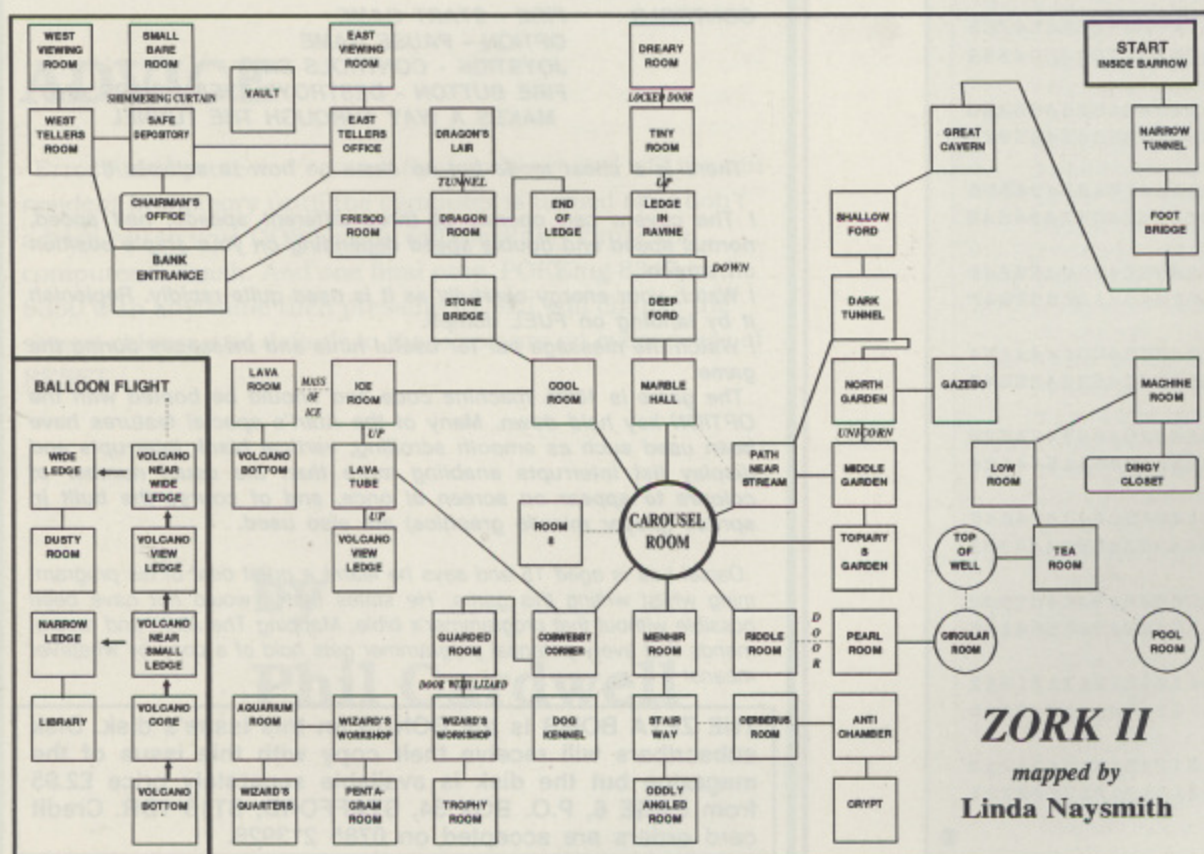 WEST
VIEWING
ROOM
SMALL
BARE
ROOM
EAST
VIEWING
ROOM
DREARY
ROOM
START
INSIDE BARROW
SHIMMERING CURTAIN
VAULT
LOCKED DOOR
WEST
TELLERS
ROOM
SAFE
DEPOSITORY
EAST
TELLERS
OFFICE
DRAGON'S
LAIR
TINY
ROOM
GREAT
CAVERN
NARROW
TUNNEL
TUNNEL
UP
CHAIRMAN'S
OFFICE
FRESCO
ROOM
DRAGON
ROOM
END
OF
LEDGE
LEDGE
IN
RAVINE
SHALLOW
FORD
FOOT
BRIDGE
BANK
ENTRANCE
DOWN
STONE
BRIDGE
DEEP
FORD
DARK
TUNNEL
BALLOON FLIGHT
LAVA
ROOM
MASS
OF
ICE
ICE
ROOM
COOL
ROOM
MARBLE
HALL
NORTH
GARDEN
GAZEBO
MACHINE
ROOM
UP
UNICORN
WIDE
LEDGE
VOLCANO
NEAR
WIDE
LEDGE
VOLCANO
BOTTOM
LAVA
TUBE
PATH
NEAR
STREAM
MIDDLE
GARDEN
LOW
ROOM
DINGY
CLOSET
UP
DUSTY
ROOM
VOLCANO
VIEW
LEDGE
VOLCANO
VIEW
LEDGE
ROOM
8
CAROUSEL
ROOM
TOPIARY
S
GARDEN
TOP
OF
WELL
TEA
ROOM
NARROW
LEDGE
VOLCANO
NEAR
SMALL
LEDGE
GUARDED
ROOM
COBWEBBY
CORNER
MENHIR
ROOM
RIDDLE
ROOM
D
O
O
R
PEARL
ROOM
CIRCULAR
ROOM
POOL
ROOM
DOOR WITH LIZARD
LIBRARY
VOLCANO
CORE
AQUARIUM
ROOM
WIZARD'S
WORKSHOP
WIZARD'S
WORKSHOP
DOG
KENNEL
STAIR
WAY
CERBERUS
ROOM
ANTI
CHAMBER
VOLCANO
BOTTOM
WIZARD'S
QUARTERS
PENTA-
GRAM
ROOM
TROPHY
ROOM
ODDLY
ANGLED
ROOM
CRYPT
ZORK II
mapped by
Linda Naysmith